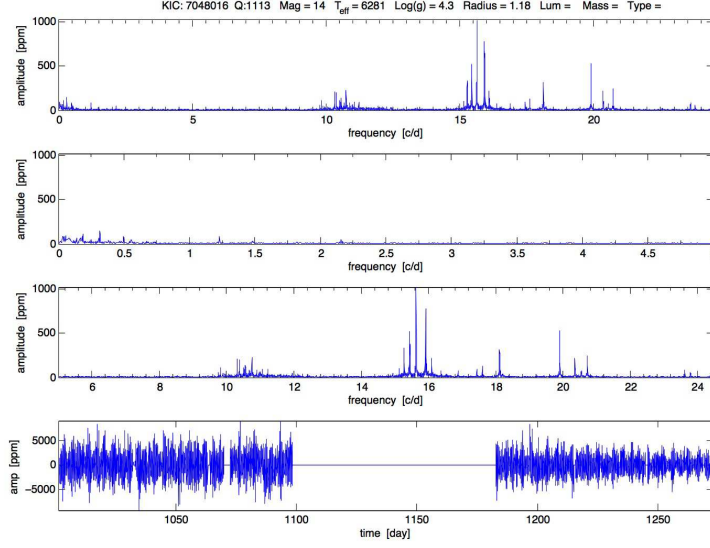 KIC: 7048016 Q:1113 Mag = 14 Teff = 6281 Log(g) = 4.3 Radius = 1.18 Lum = Mass = Type =
1000
500
0
amplitude [ppm]
0 5 10 15 20
frequency [c/d]
1000
500
0
amplitude [ppm]
0 0.5 1 1.5 2 2.5 3 3.5 4 4.5
frequency [c/d]
1000
500
0
amplitude [ppm]
6 8 10 12 14 16 18 20 22 24
frequency [c/d]
5000
0
−5000
amp [ppm]
1050 1100 1150 1200 1250
time [day]